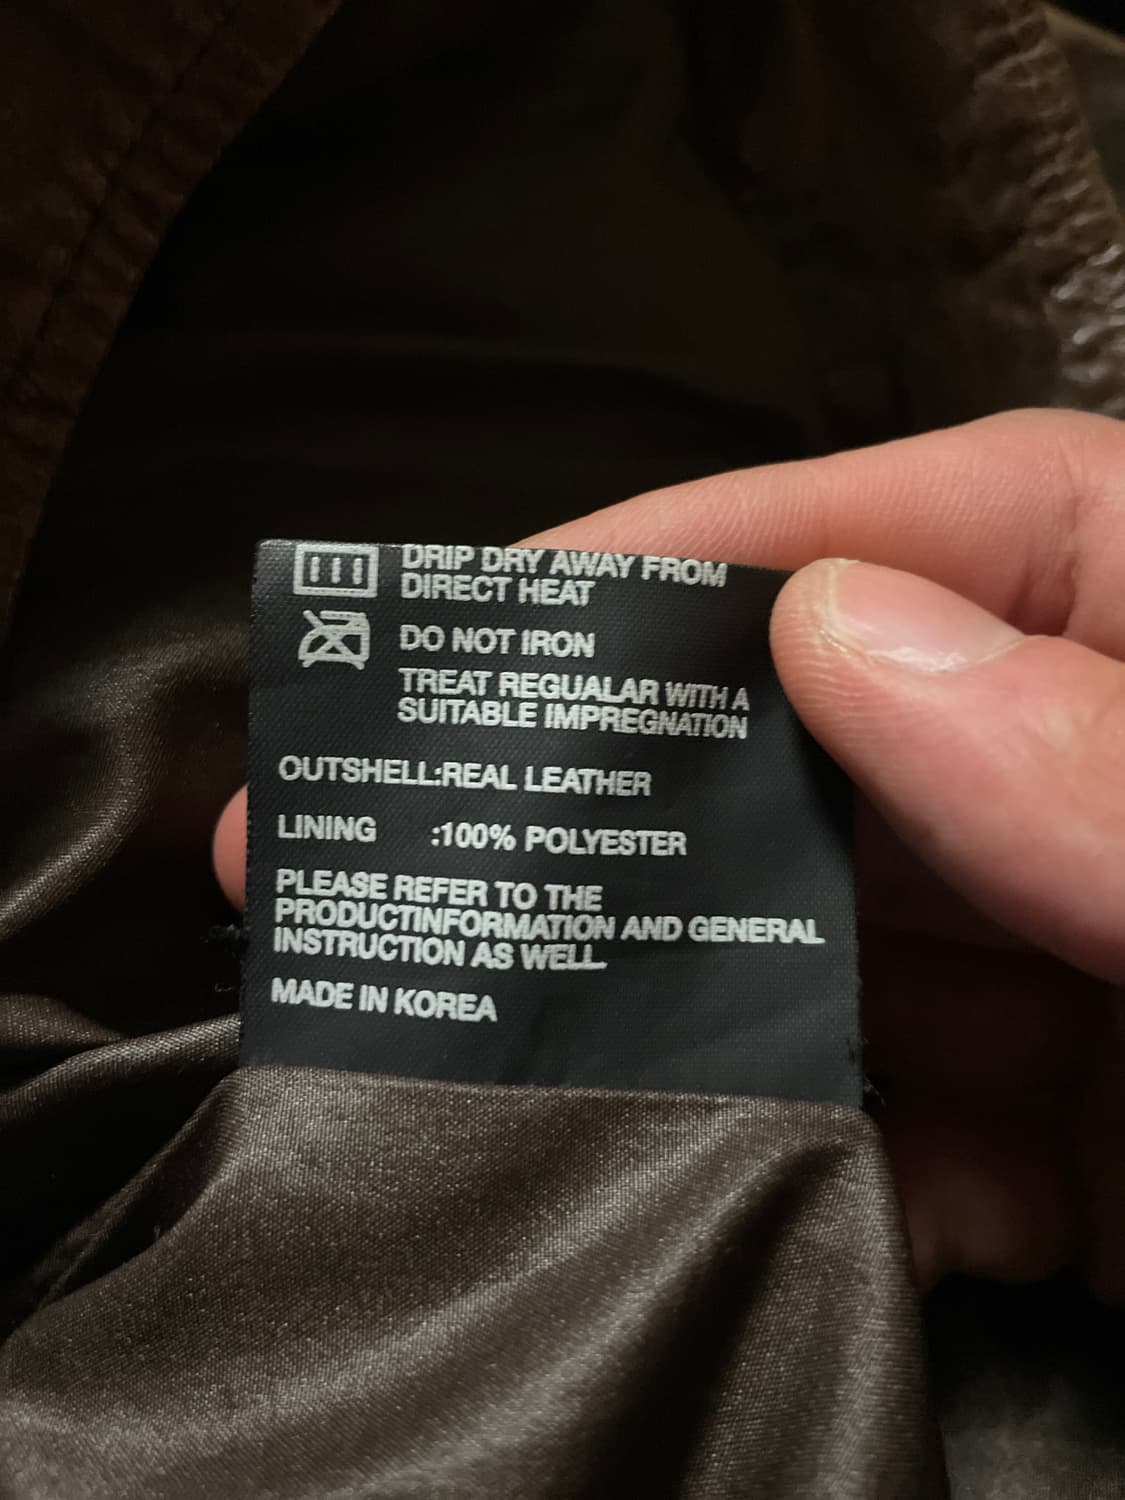 DRIP DRY AWAY FROM
DIRECT HEAT
DO NOT IRON
TREAT REGUALAR WITH A
SUITABLE IMPREGNATION
OUTSHELL:REAL LEATHER
LINING :100% POLYESTER
PLEASE REFER TO THE
PRODUCTINFORMATION AND GENERAL
INSTRUCTION AS WELL.
MADE IN KOREA